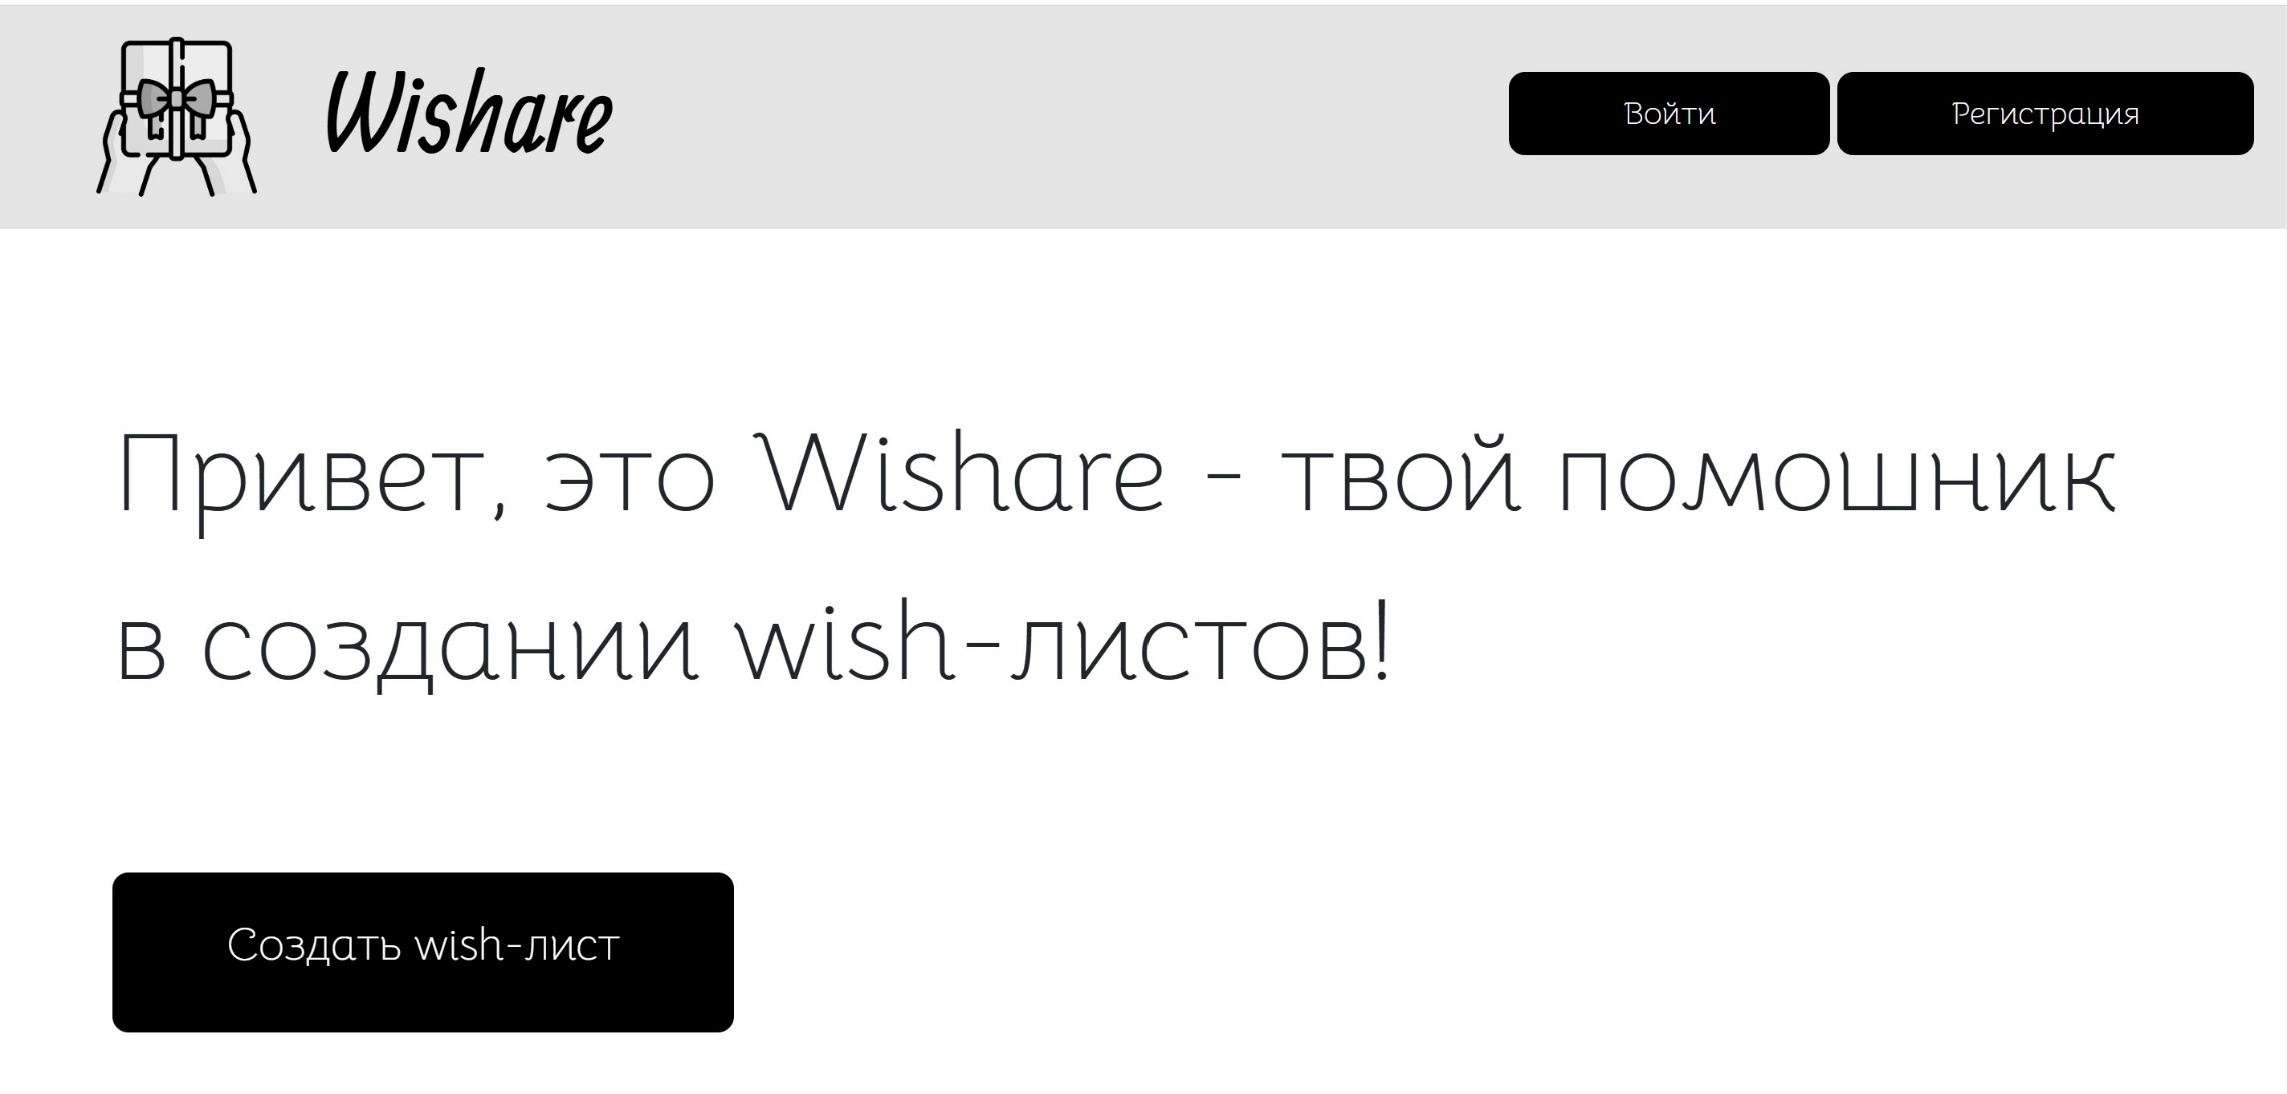 Wishare
Войти
Регистрация
Привет, это Wishare - твой помошник
в создании wish-листов!
Создать wish-лист